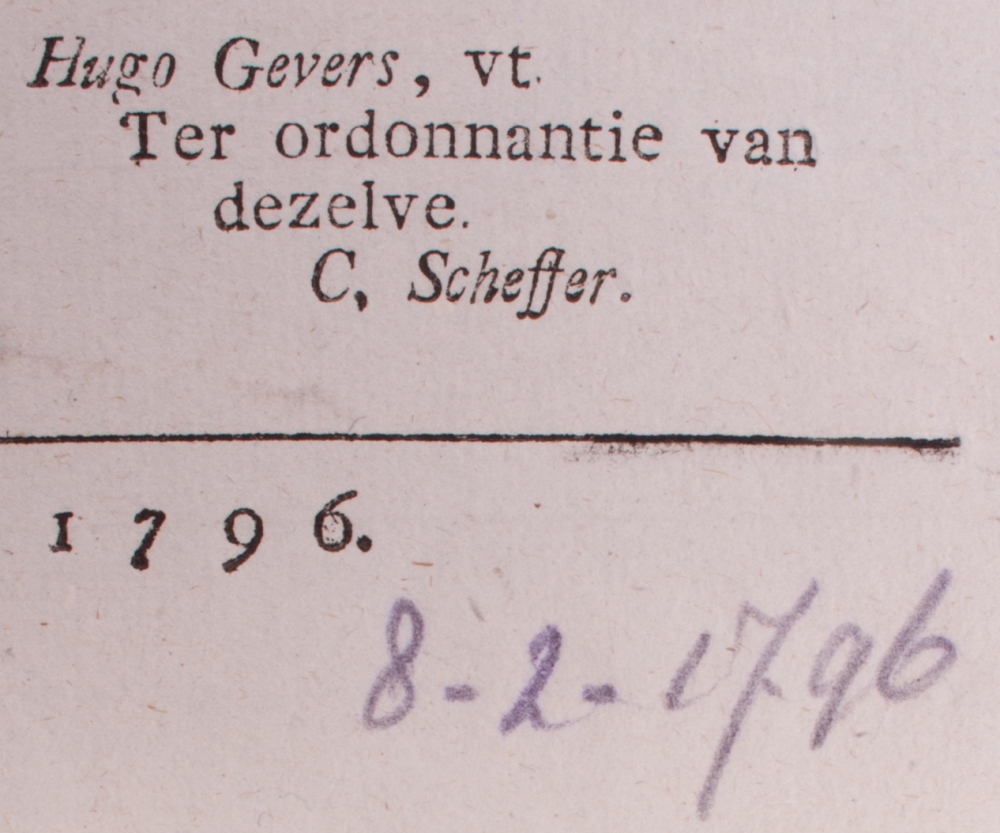 Hugo Gevers, vt.
Ter ordonnantie van
dezelve.
C, Scheffer.
1796.
8-2-1796